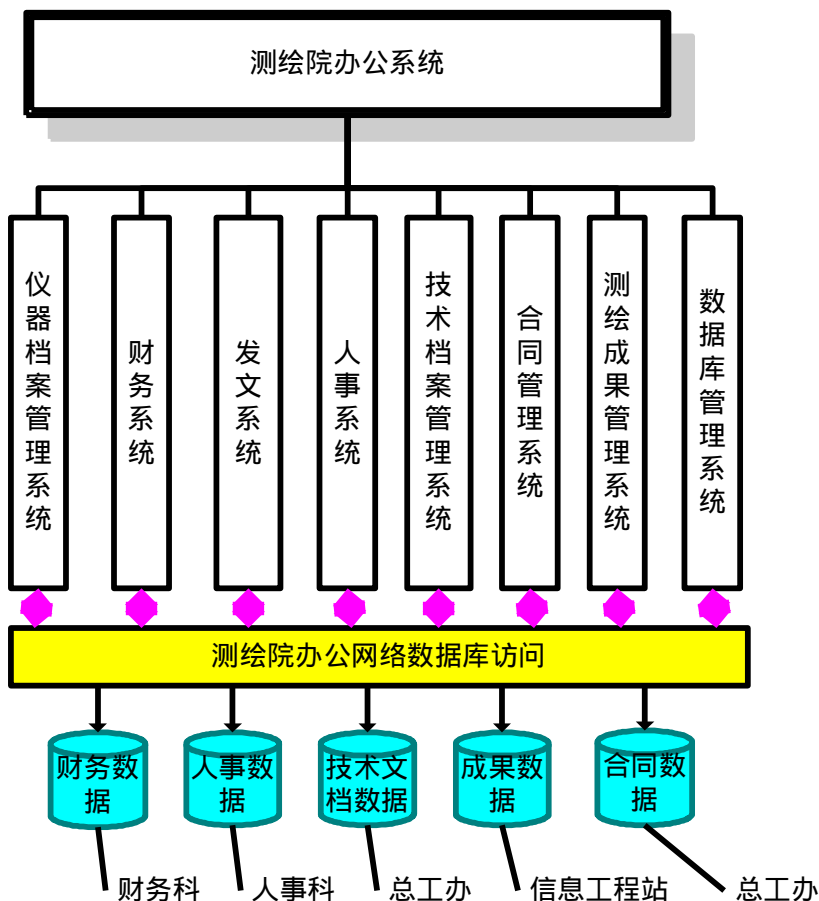 测绘院办公系统
仪器档案管理系统
财务系统
发文系统
人事系统
技术档案管理系统
合同管理系统
测绘成果管理系统
数据库管理系统
测绘院办公网络数据库访问
财务数
据
人事数
据
技术文
档数据
成果数
据
合同数
据
财务科
人事科
总工办
信息工程站
总工办